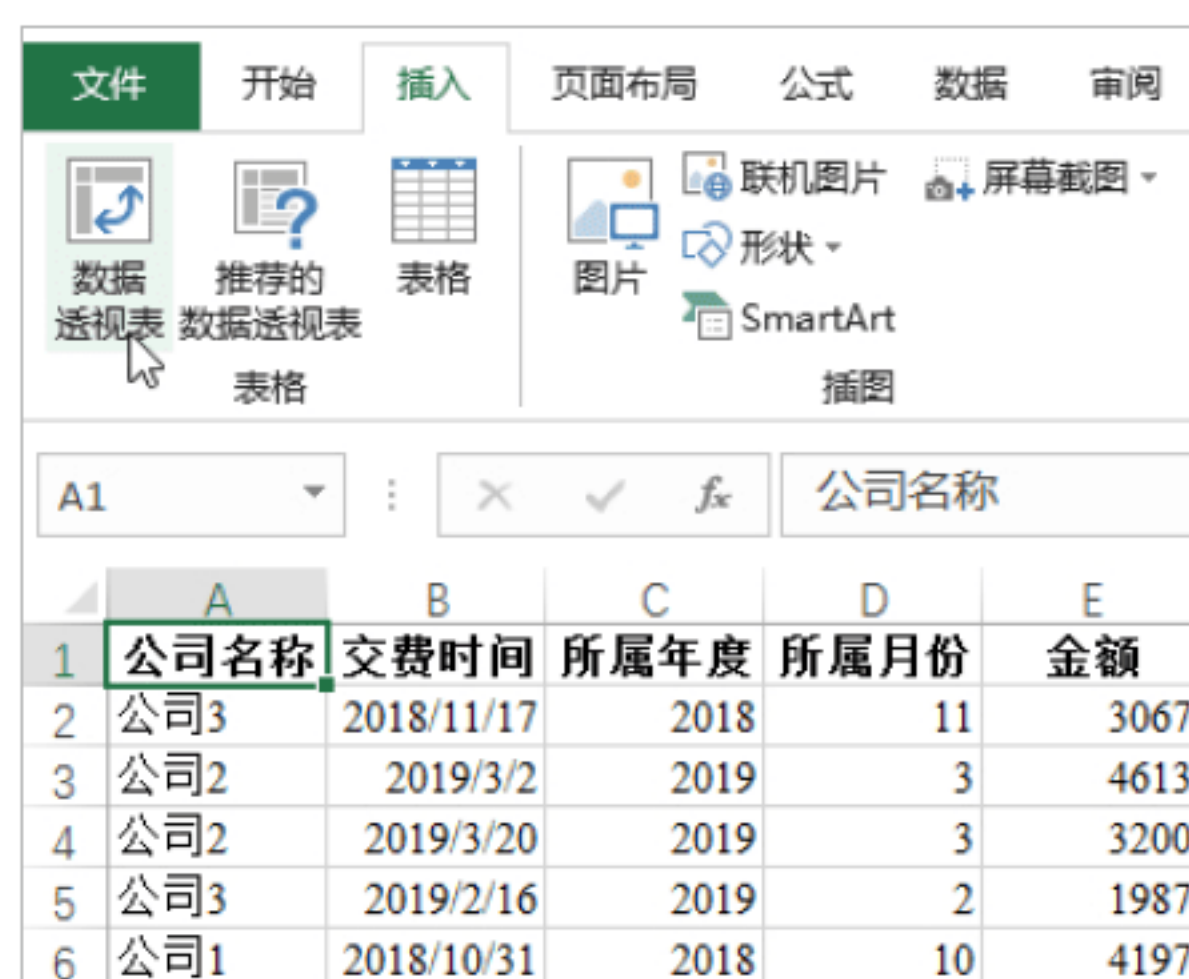 文件 开始 插入 页面布局 公式 数据 审阅
数据透视表
推荐的数据透视表
表格
图片
联机图片
形状
SmartArt
屏幕截图
表格
插图
A1 fx 公司名称
A B C D E
1 公司名称 交费时间 所属年度 所属月份 金额
2 公司3 2018/11/17 2018 11 3067
3 公司2 2019/3/2 2019 3 4613
4 公司2 2019/3/20 2019 3 3200
5 公司3 2019/2/16 2019 2 1987
6 公司1 2018/10/31 2018 10 4197